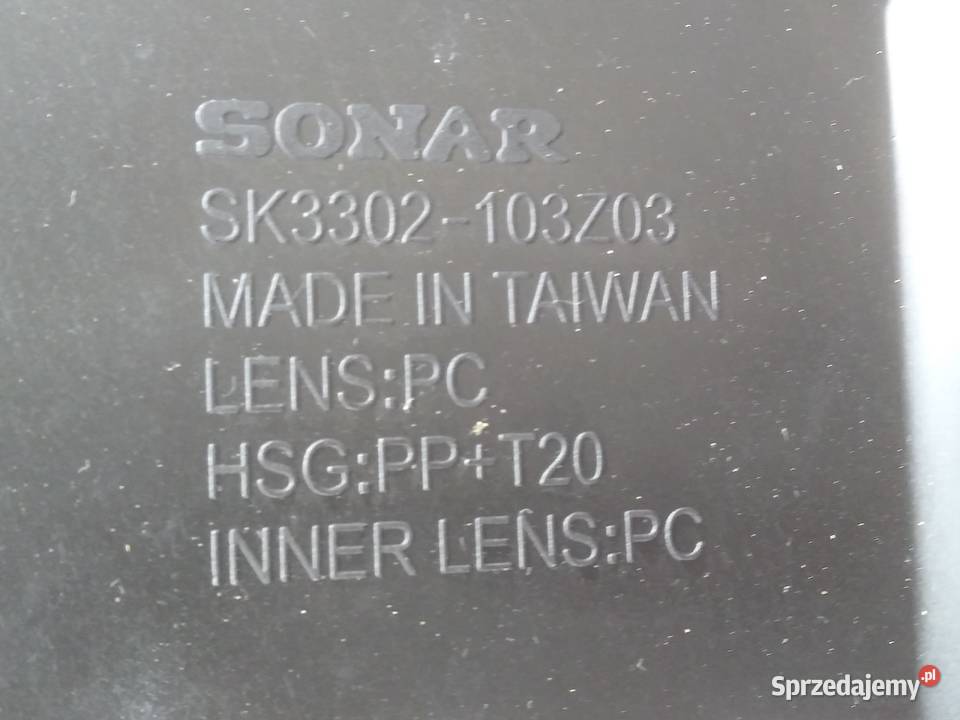 SONAR
SK3302-103Z03
MADE IN TAIWAN
LENS:PC
HSG:PP+T20
INNER LENS:PC
Sprzedajemy.pl